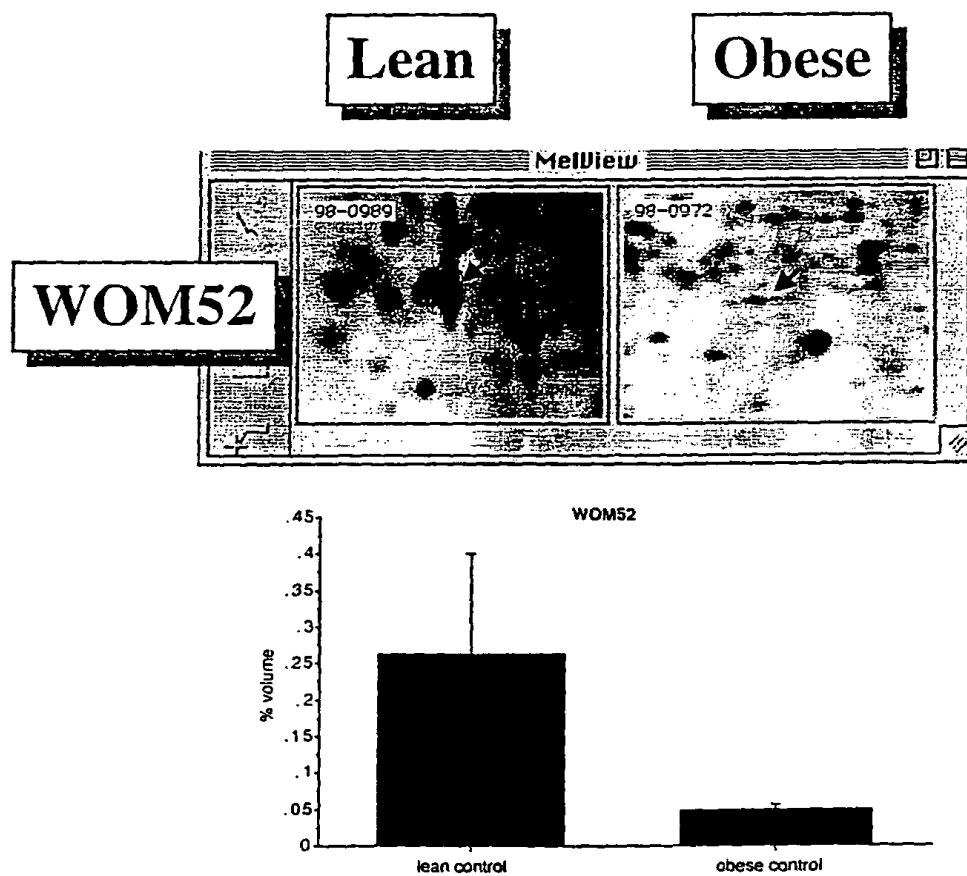 Lean
Obese
MelView
98-0989
98-0972
WOM52
WOM52
.45
.4
.35
.3
.25
.2
.15
.1
.05
0
% volume
lean control
obese control